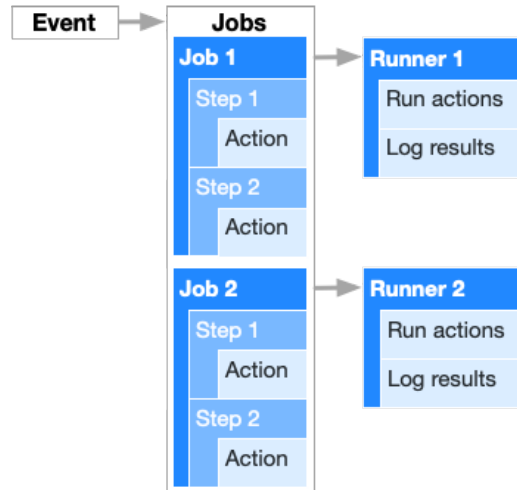 Event
Jobs
Job 1
Step 1
Action
Step 2
Action
Runner 1
Run actions
Log results
Job 2
Step 1
Action
Step 2
Action
Runner 2
Run actions
Log results